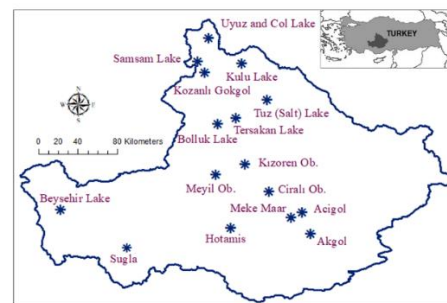 Uyuz and Col Lake
TURKEY
Samsam Lake
Kulu Lake
Kozanlı Gokgol
Tuz (Salt) Lake
Tersakan Lake
Bolluk Lake
0 20 40 80 Kilometers
Kızoren Ob.
Meyil Ob.
Ciralı Ob.
Beysehir Lake
Meke Maar
Acigol
Hotamis
Akgol
Sugla